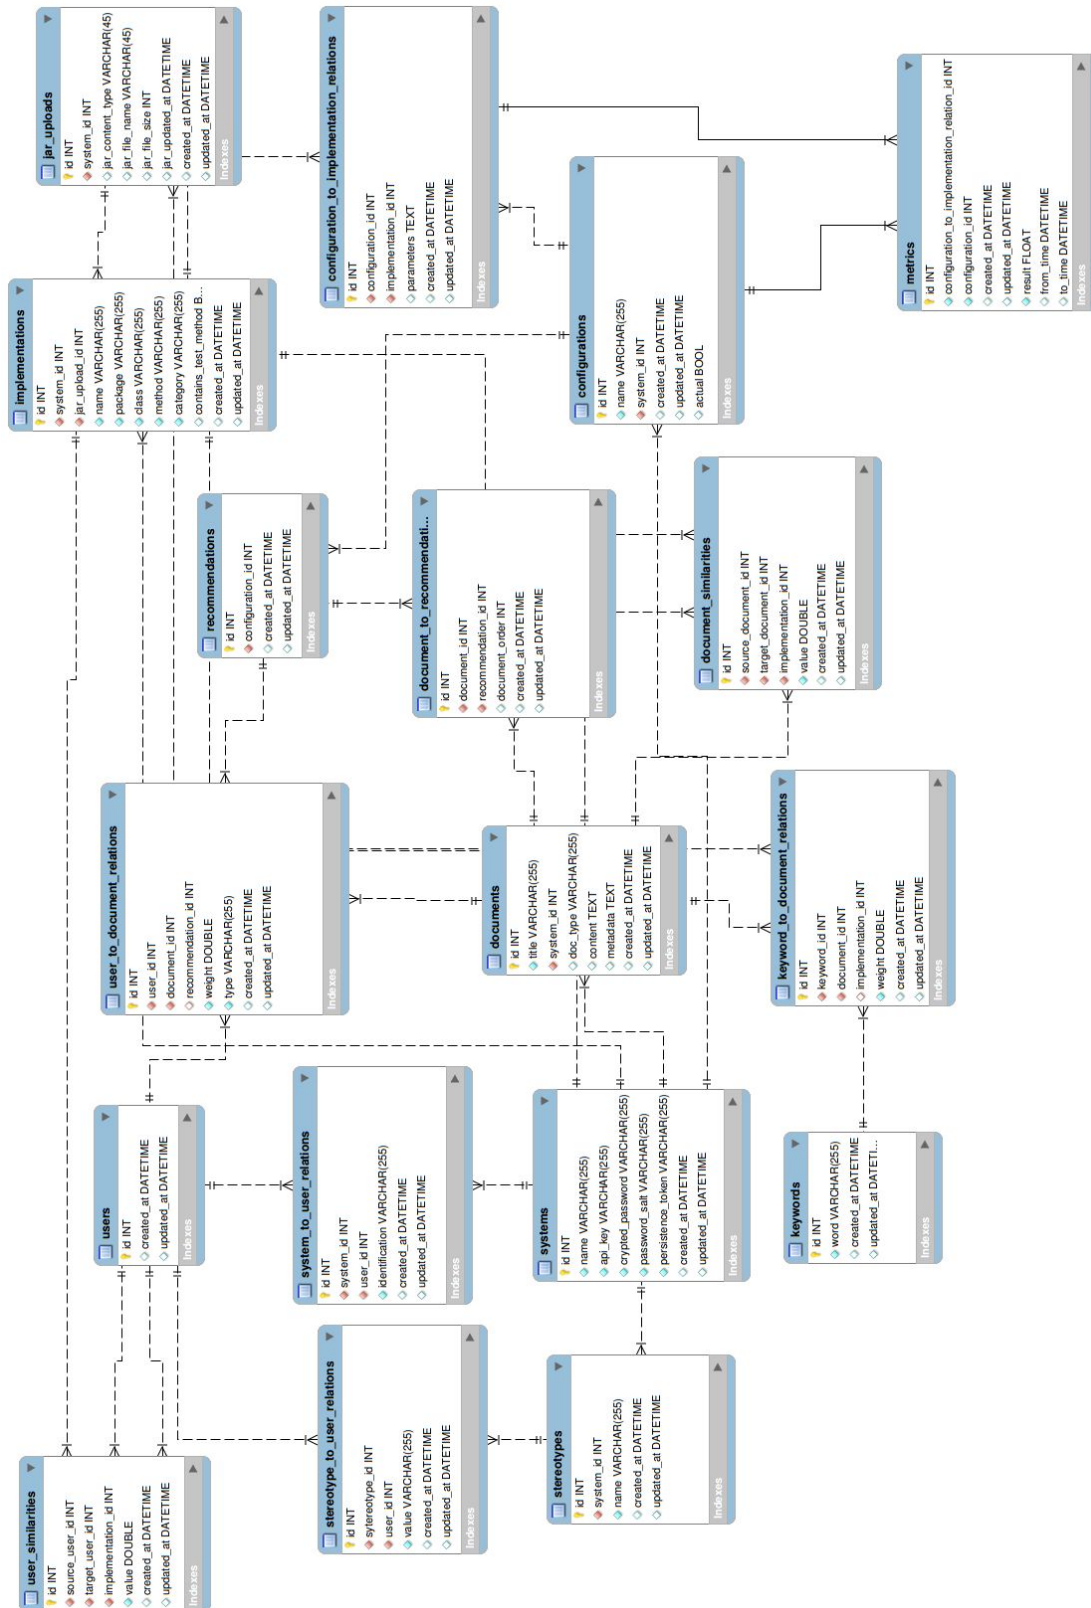 user_similarities
id INT
source_user_id INT
target_user_id INT
implementation_id INT
value DOUBLE
created_at DATETIME
updated_at DATETIME
Indexes
users
id INT
created_at DATETIME
updated_at DATETIME
Indexes
user_to_document_relations
id INT
user_id INT
document_id INT
recommendation_id INT
weight DOUBLE
type VARCHAR(255)
created_at DATETIME
updated_at DATETIME
Indexes
recommendations
id INT
configuration_id INT
created_at DATETIME
updated_at DATETIME
Indexes
implementations
id INT
system_id INT
jar_upload_id INT
name VARCHAR(255)
package VARCHAR(255)
class VARCHAR(255)
method VARCHAR(255)
category VARCHAR(255)
contains_test_method B...
created_at DATETIME
updated_at DATETIME
Indexes
jar_uploads
id INT
system_id INT
jar_content_type VARCHAR(45)
jar_file_name VARCHAR(45)
jar_file_size INT
jar_updated_at DATETIME
created_at DATETIME
updated_at DATETIME
Indexes
stereotype_to_user_relations
id INT
sytereotype_id INT
user_id INT
value VARCHAR(255)
created_at DATETIME
updated_at DATETIME
Indexes
system_to_user_relations
id INT
system_id INT
user_id INT
identification VARCHAR(255)
created_at DATETIME
updated_at DATETIME
Indexes
document_to_recommendati...
id INT
document_id INT
recommendation_id INT
document_order INT
created_at DATETIME
updated_at DATETIME
Indexes
configuration_to_implementation_relations
id INT
configuration_id INT
implementation_id INT
parameters TEXT
created_at DATETIME
updated_at DATETIME
Indexes
stereotypes
id INT
system_id INT
name VARCHAR(255)
created_at DATETIME
updated_at DATETIME
Indexes
systems
id INT
name VARCHAR(255)
api_key VARCHAR(255)
crypted_password VARCHAR(255)
password_salt VARCHAR(255)
persistence_token VARCHAR(255)
created_at DATETIME
updated_at DATETIME
Indexes
documents
id INT
title VARCHAR(255)
system_id INT
doc_type VARCHAR(255)
content TEXT
metadata TEXT
created_at DATETIME
updated_at DATETIME
Indexes
configurations
id INT
name VARCHAR(255)
system_id INT
created_at DATETIME
updated_at DATETIME
actual BOOL
Indexes
document_similarities
id INT
source_document_id INT
target_document_id INT
implementation_id INT
value DOUBLE
created_at DATETIME
updated_at DATETIME
Indexes
keywords
id INT
word VARCHAR(255)
created_at DATETIME
updated_at DATETI...
Indexes
keyword_to_document_relations
id INT
keyword_id INT
document_id INT
implementation_id INT
weight DOUBLE
created_at DATETIME
updated_at DATETIME
Indexes
metrics
id INT
configuration_to_implementation_relation_id INT
configuration_id INT
created_at DATETIME
updated_at DATETIME
result FLOAT
from_time DATETIME
to_time DATETIME
Indexes